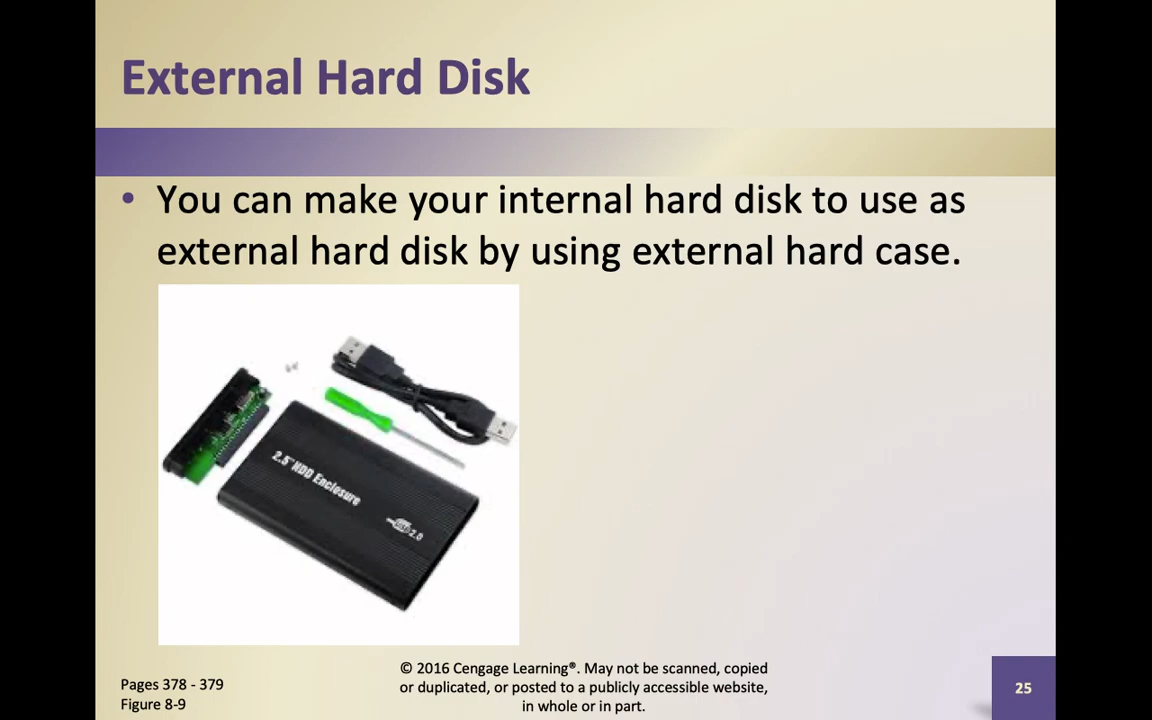 External Hard Disk
• You can make your internal hard disk to use as
external hard disk by using external hard case.
2.5" HDD Enclosure
2.0
Pages 378 - 379
Figure 8-9
© 2016 Cengage Learning®. May not be scanned, copied
or duplicated, or posted to a publicly accessible website,
in whole or in part.
25